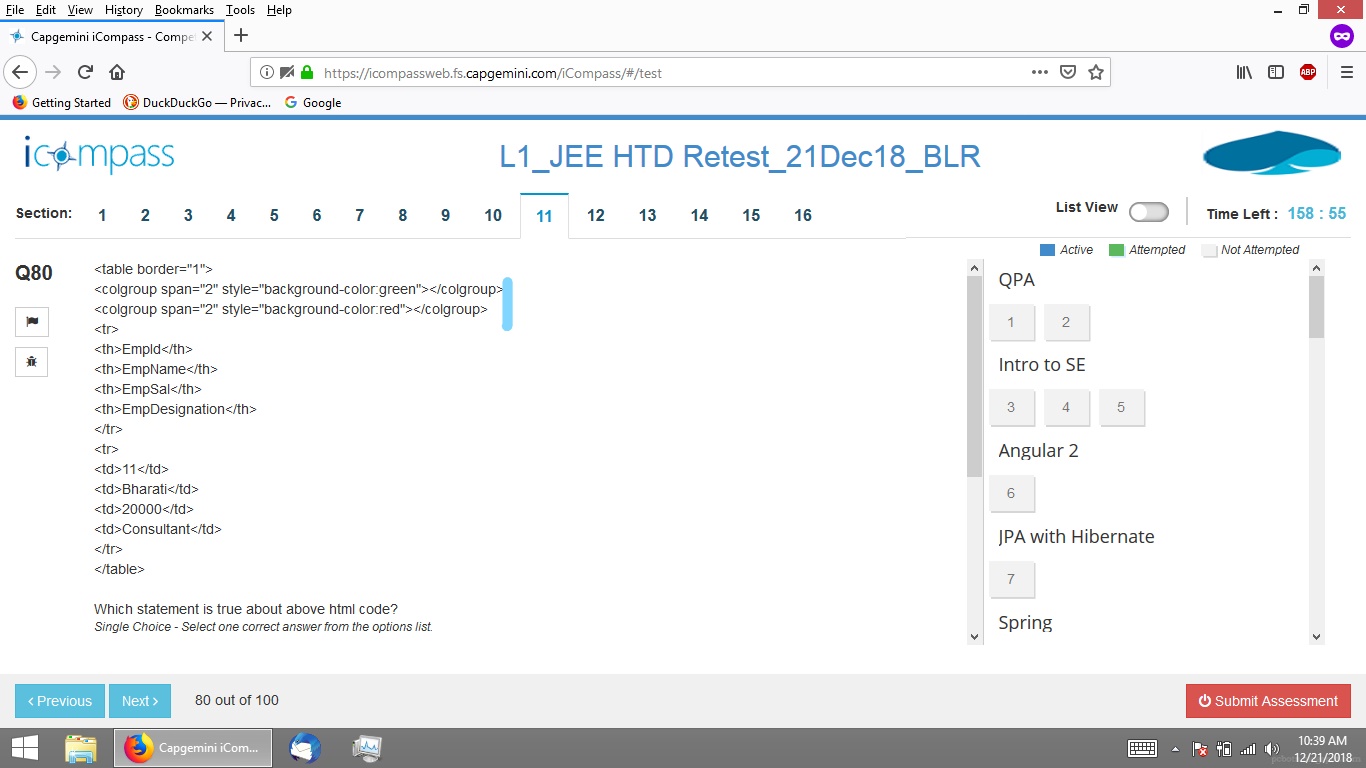 File Edit View History Bookmarks Tools Help
Capgemini iCompass - Compe
https://icompassweb.fs.capgemini.com/iCompass/#/test
ABP
Getting Started DuckDuckGo — Privac... Google
icompass
L1_JEE HTD Retest_21Dec18_BLR
Section: 1 2 3 4 5 6 7 8 9 10 11 12 13 14 15 16
List View
Time Left : 158 : 55
Active Attempted Not Attempted
Q80
<table border="1">
<colgroup span="2" style="background-color:green"></colgroup>
<colgroup span="2" style="background-color:red"></colgroup>
<tr>
<th>EmpId</th>
<th>EmpName</th>
<th>EmpSal</th>
<th>EmpDesignation</th>
</tr>
<tr>
<td>11</td>
<td>Bharati</td>
<td>20000</td>
<td>Consultant</td>
</tr>
</table>
Which statement is true about above html code?
Single Choice - Select one correct answer from the options list.
QPA
1 2
Intro to SE
3 4 5
Angular 2
6
JPA with Hibernate
7
Spring
Previous Next 80 out of 100
Submit Assessment
Capgemini iCom...
10:39 AM
12/21/2018